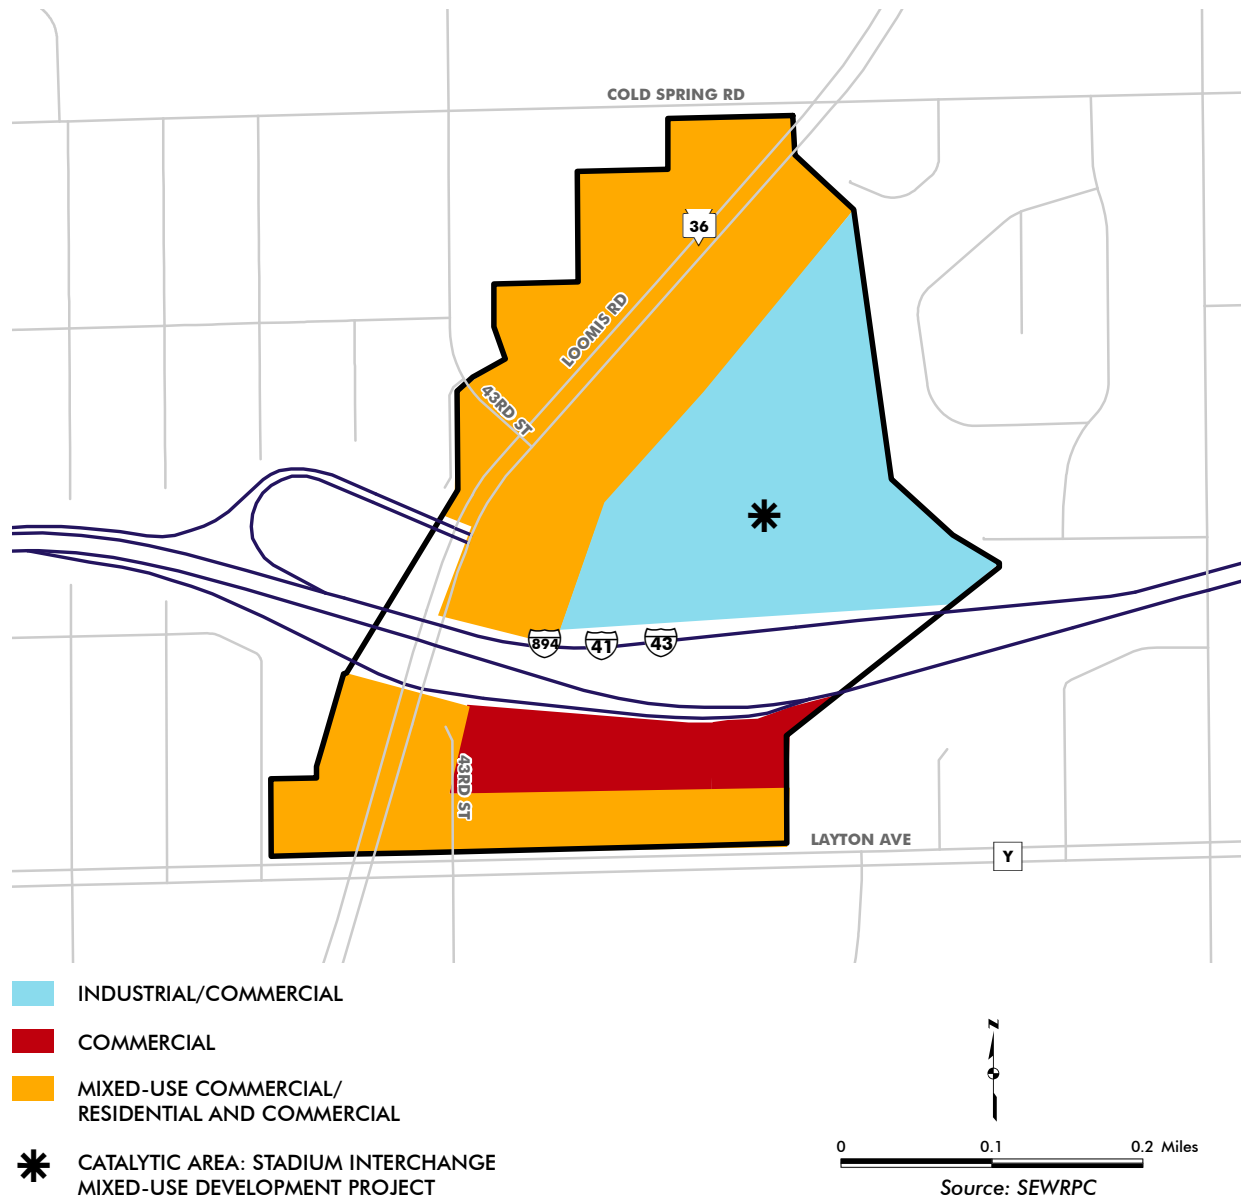 COLD SPRING RD
36
LOOMIS RD
43RD ST
894
41
43
43RD ST
LAYTON AVE
Y
INDUSTRIAL/COMMERCIAL
COMMERCIAL
MIXED-USE COMMERCIAL/
RESIDENTIAL AND COMMERCIAL
CATALYTIC AREA: STADIUM INTERCHANGE
MIXED-USE DEVELOPMENT PROJECT
N
0 0.1 0.2 Miles
Source: SEWRPC